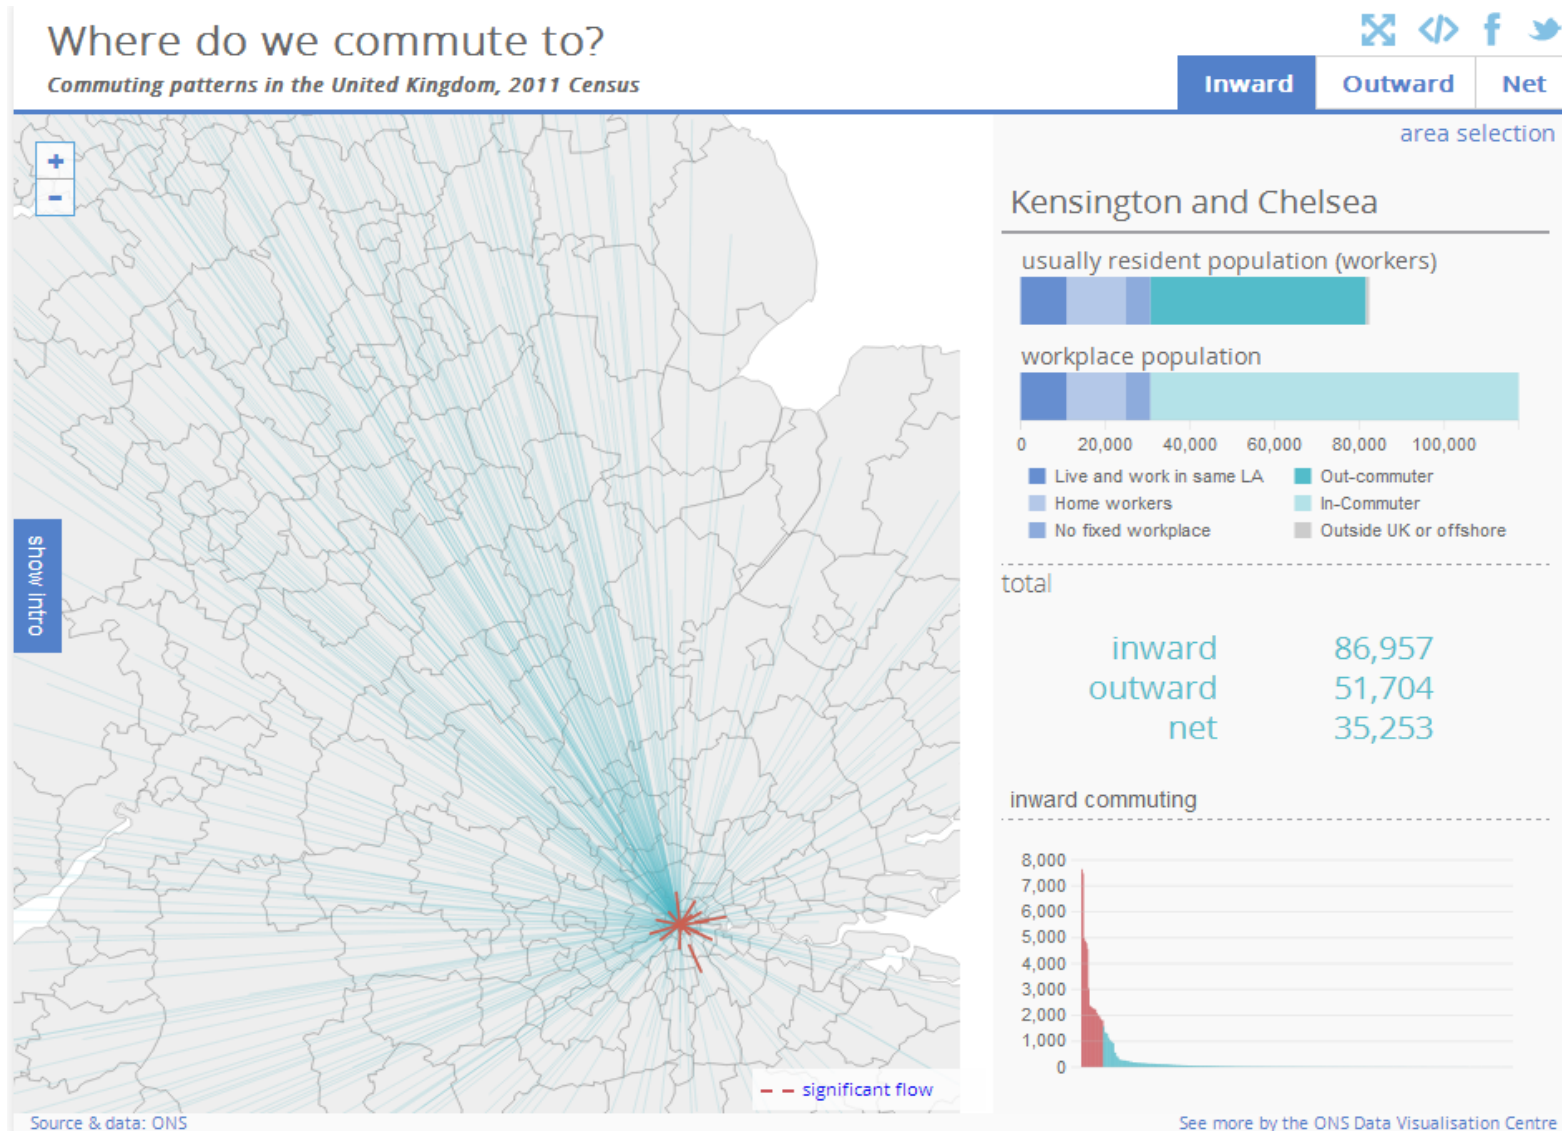 Where do we commute to?
Commuting patterns in the United Kingdom, 2011 Census
Inward
Outward
Net
+
-
show intro
significant flow
area selection
Kensington and Chelsea
usually resident population (workers)
workplace population
0 20,000 40,000 60,000 80,000 100,000
Live and work in same LA
Out-commuter
Home workers
In-Commuter
No fixed workplace
Outside UK or offshore
total
inward 86,957
outward 51,704
net 35,253
inward commuting
8,000
7,000
6,000
5,000
4,000
3,000
2,000
1,000
0
Source & data: ONS
See more by the ONS Data Visualisation Centre